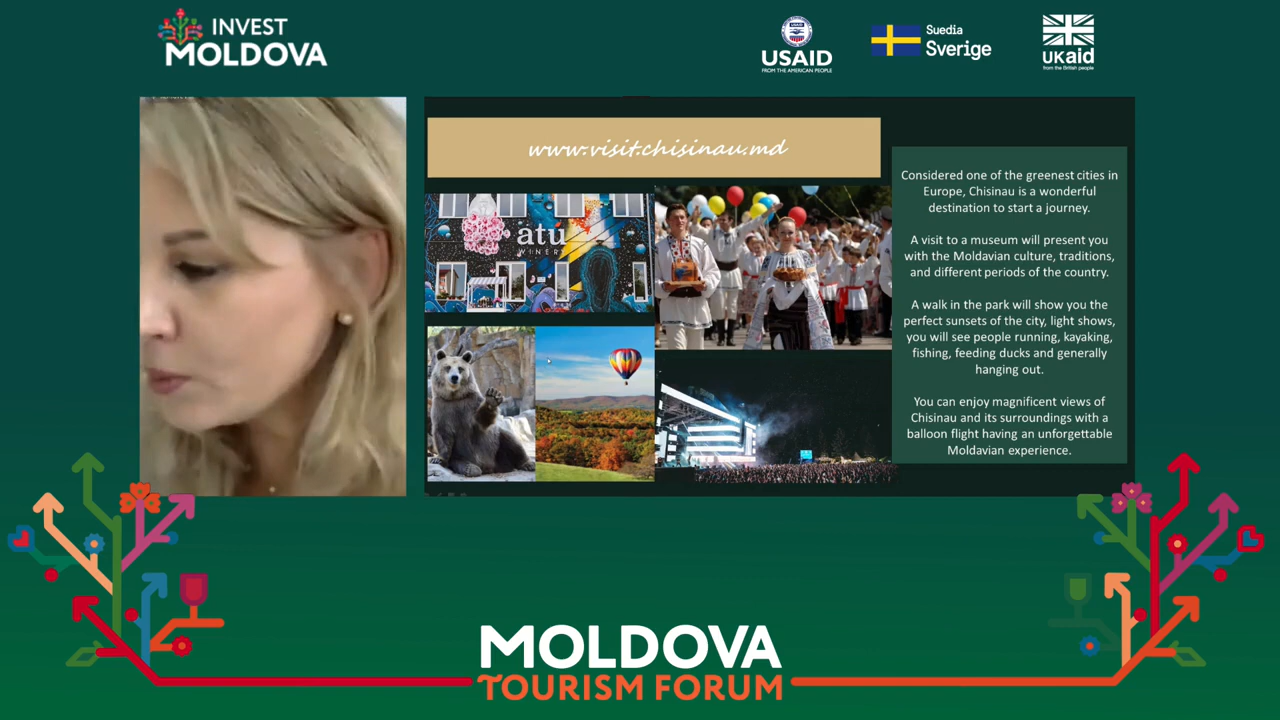 INVEST
MOLDOVA
USAID
FROM THE AMERICAN PEOPLE
Suedia
Sverige
UKaid
from the British people
www.visit.chisinau.md
atu
WINERY
Considered one of the greenest cities in
Europe, Chisinau is a wonderful
destination to start a journey.
A visit to a museum will present you
with the Moldavian culture, traditions,
and different periods of the country.
A walk in the park will show you the
perfect sunsets of the city, light shows,
you will see people running, kayaking,
fishing, feeding ducks and generally
hanging out.
You can enjoy magnificent views of
Chisinau and its surroundings with a
balloon flight having an unforgettable
Moldavian experience.
MOLDOVA
TOURISM FORUM